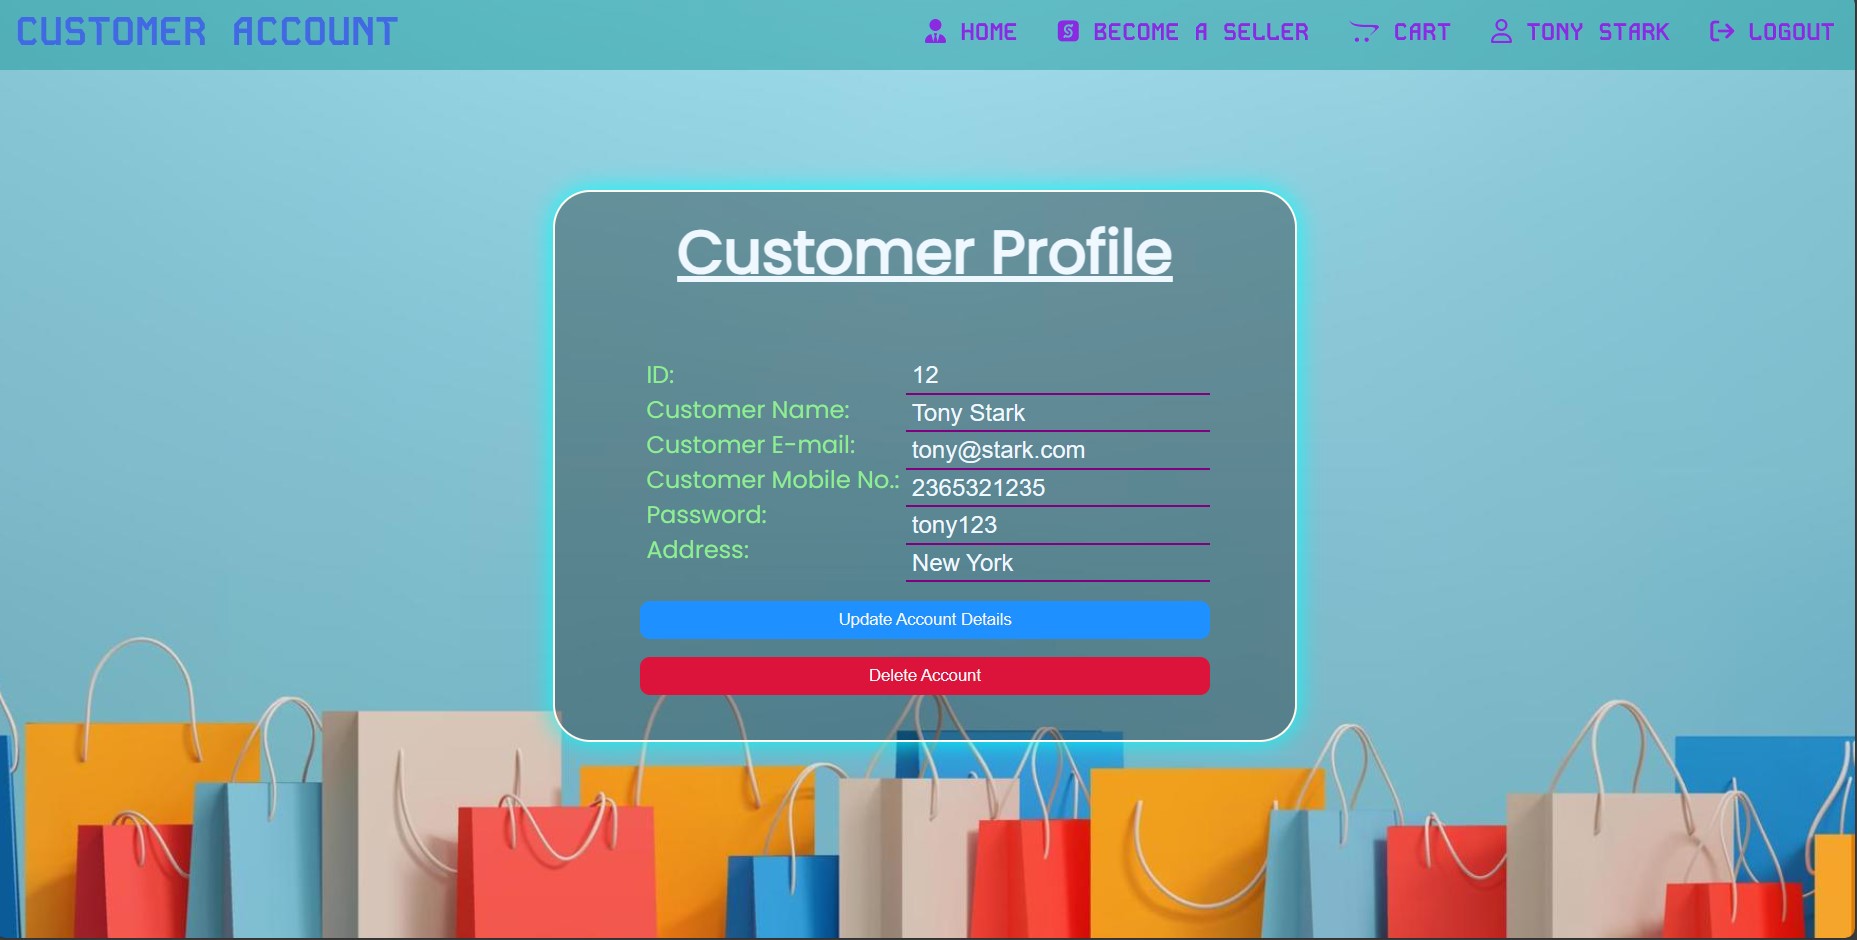 CUSTOMER ACCOUNT
HOME BECOME A SELLER CART TONY STARK LOGOUT
Customer Profile
ID: 12
Customer Name: Tony Stark
Customer E-mail: tony@stark.com
Customer Mobile No.: 2365321235
Password: tony123
Address: New York
Update Account Details
Delete Account